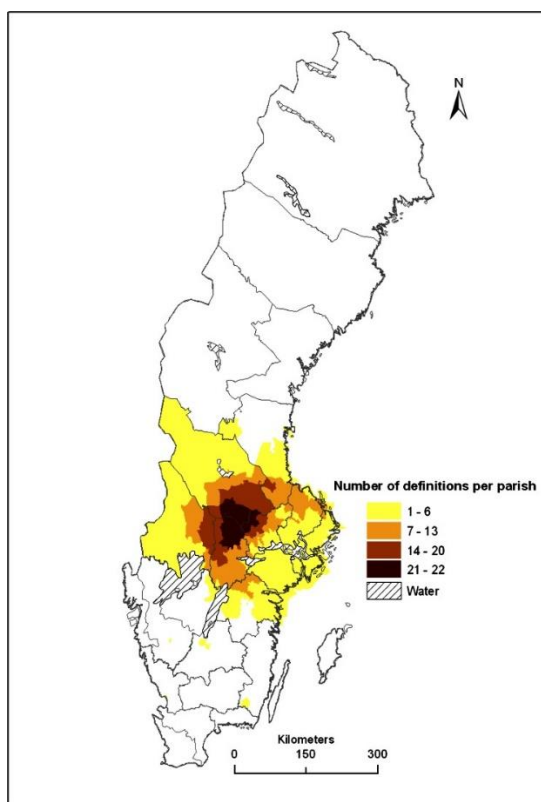 N
Number of definitions per parish
1 - 6
7 - 13
14 - 20
21 - 22
Water
Kilometers
0 150 300